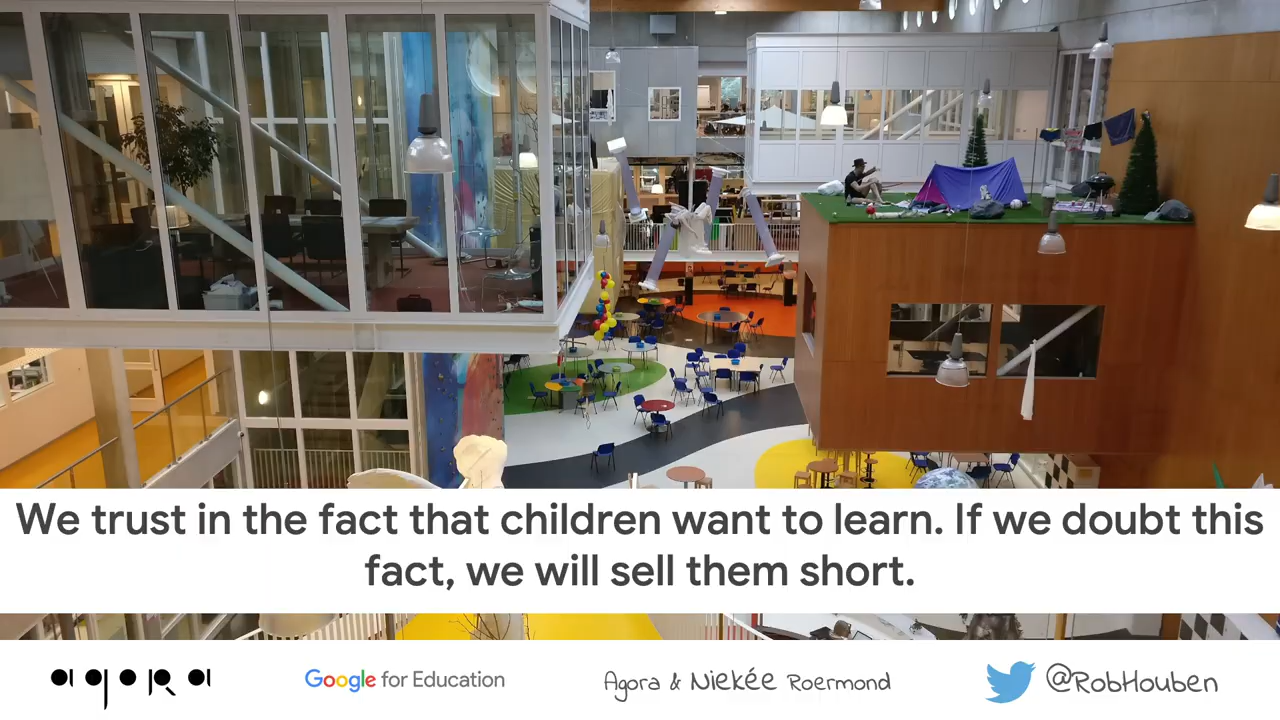 We trust in the fact that children want to learn. If we doubt this
fact, we will sell them short.
agora
Google for Education
Agora & Niekée Roermond
@RobHouben